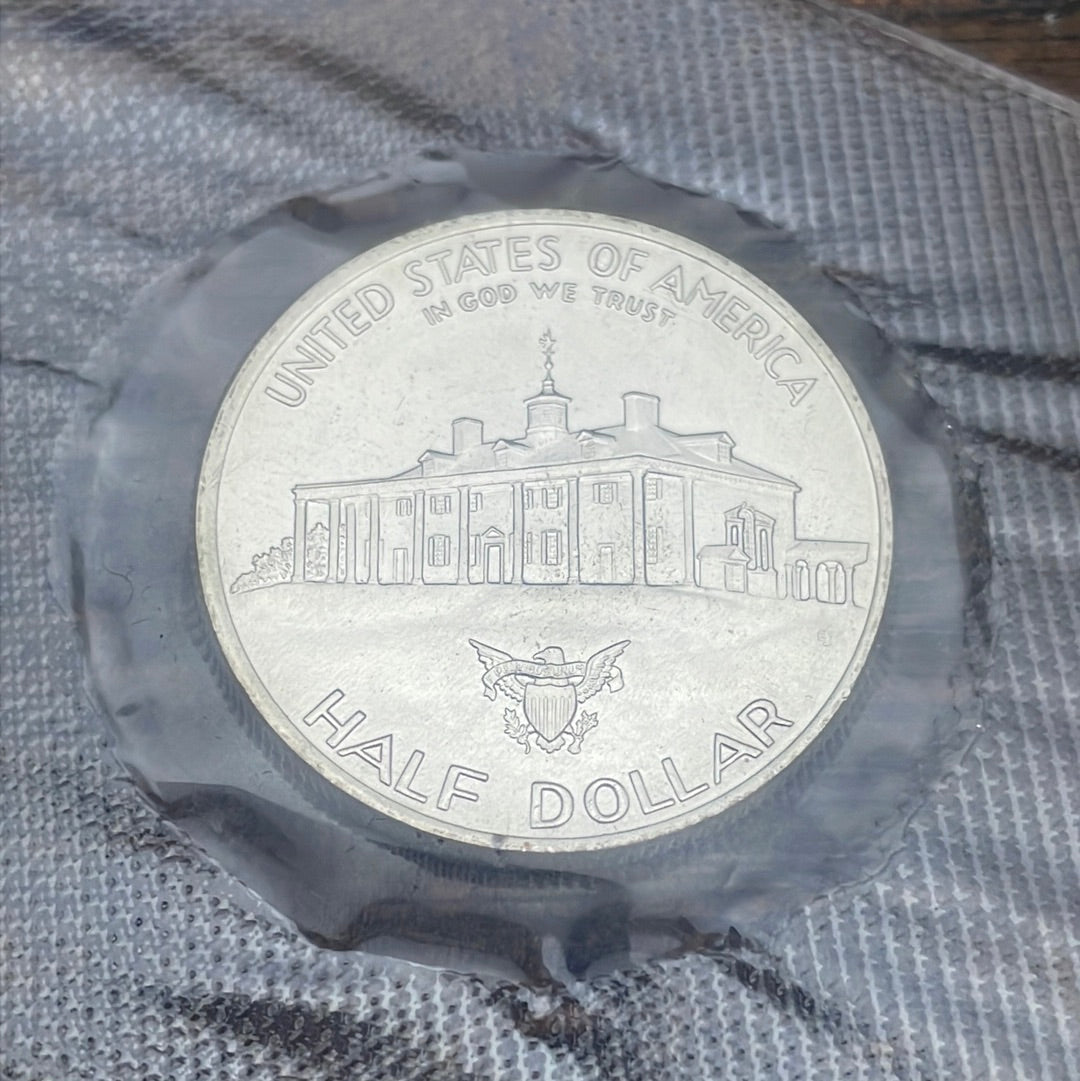 UNITED STATES OF AMERICA
IN GOD WE TRUST
HALF DOLLAR